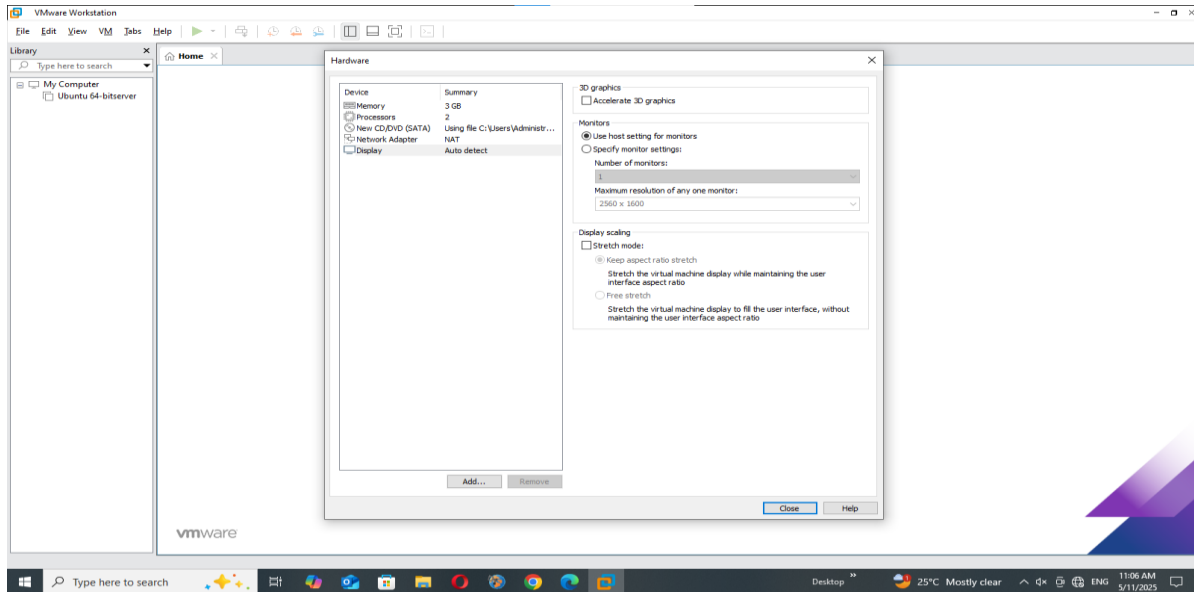 VMware Workstation
File Edit View VM Tabs Help
Library
Type here to search
My Computer
Ubuntu 64-bitserver
Home
Hardware
Device Summary
Memory 3 GB
Processors 2
New CD/DVD (SATA) Using file C:\Users\Administr...
Network Adapter NAT
Display Auto detect
Add... Remove
3D graphics
Accelerate 3D graphics
Monitors
Use host setting for monitors
Specify monitor settings:
Number of monitors:
1
Maximum resolution of any one monitor:
2560 x 1600
Display scaling
Stretch mode:
Keep aspect ratio stretch
Stretch the virtual machine display while maintaining the user
interface aspect ratio
Free stretch
Stretch the virtual machine display to fill the user interface, without
maintaining the user interface aspect ratio
Close Help
vmware
Type here to search
Desktop
25°C Mostly clear
ENG
11:06 AM
5/11/2025